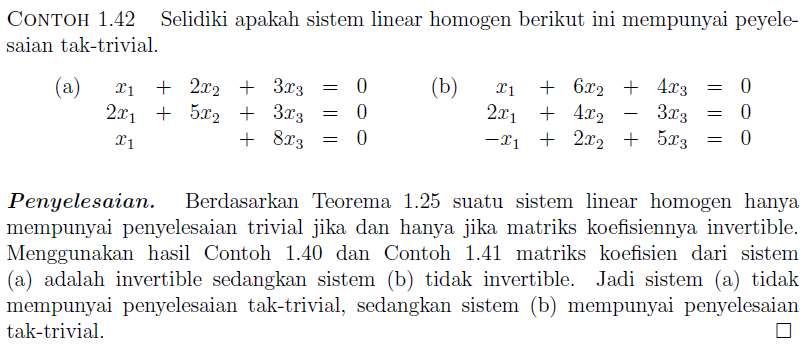 CONTOH 1.42 Selidiki apakah sistem linear homogen berikut ini mempunyai peyele-
saian tak-trivial.
(a) x₁ + 2x₂ + 3x₃ = 0 (b) x₁ + 6x₂ + 4x₃ = 0
2x₁ + 5x₂ + 3x₃ = 0 2x₁ + 4x₂ − 3x₃ = 0
x₁ + 8x₃ = 0 −x₁ + 2x₂ + 5x₃ = 0
Penyelesaian. Berdasarkan Teorema 1.25 suatu sistem linear homogen hanya
mempunyai penyelesaian trivial jika dan hanya jika matriks koefisiennya invertible.
Menggunakan hasil Contoh 1.40 dan Contoh 1.41 matriks koefisien dari sistem
(a) adalah invertible sedangkan sistem (b) tidak invertible. Jadi sistem (a) tidak
mempunyai penyelesaian tak-trivial, sedangkan sistem (b) mempunyai penyelesaian
tak-trivial. □